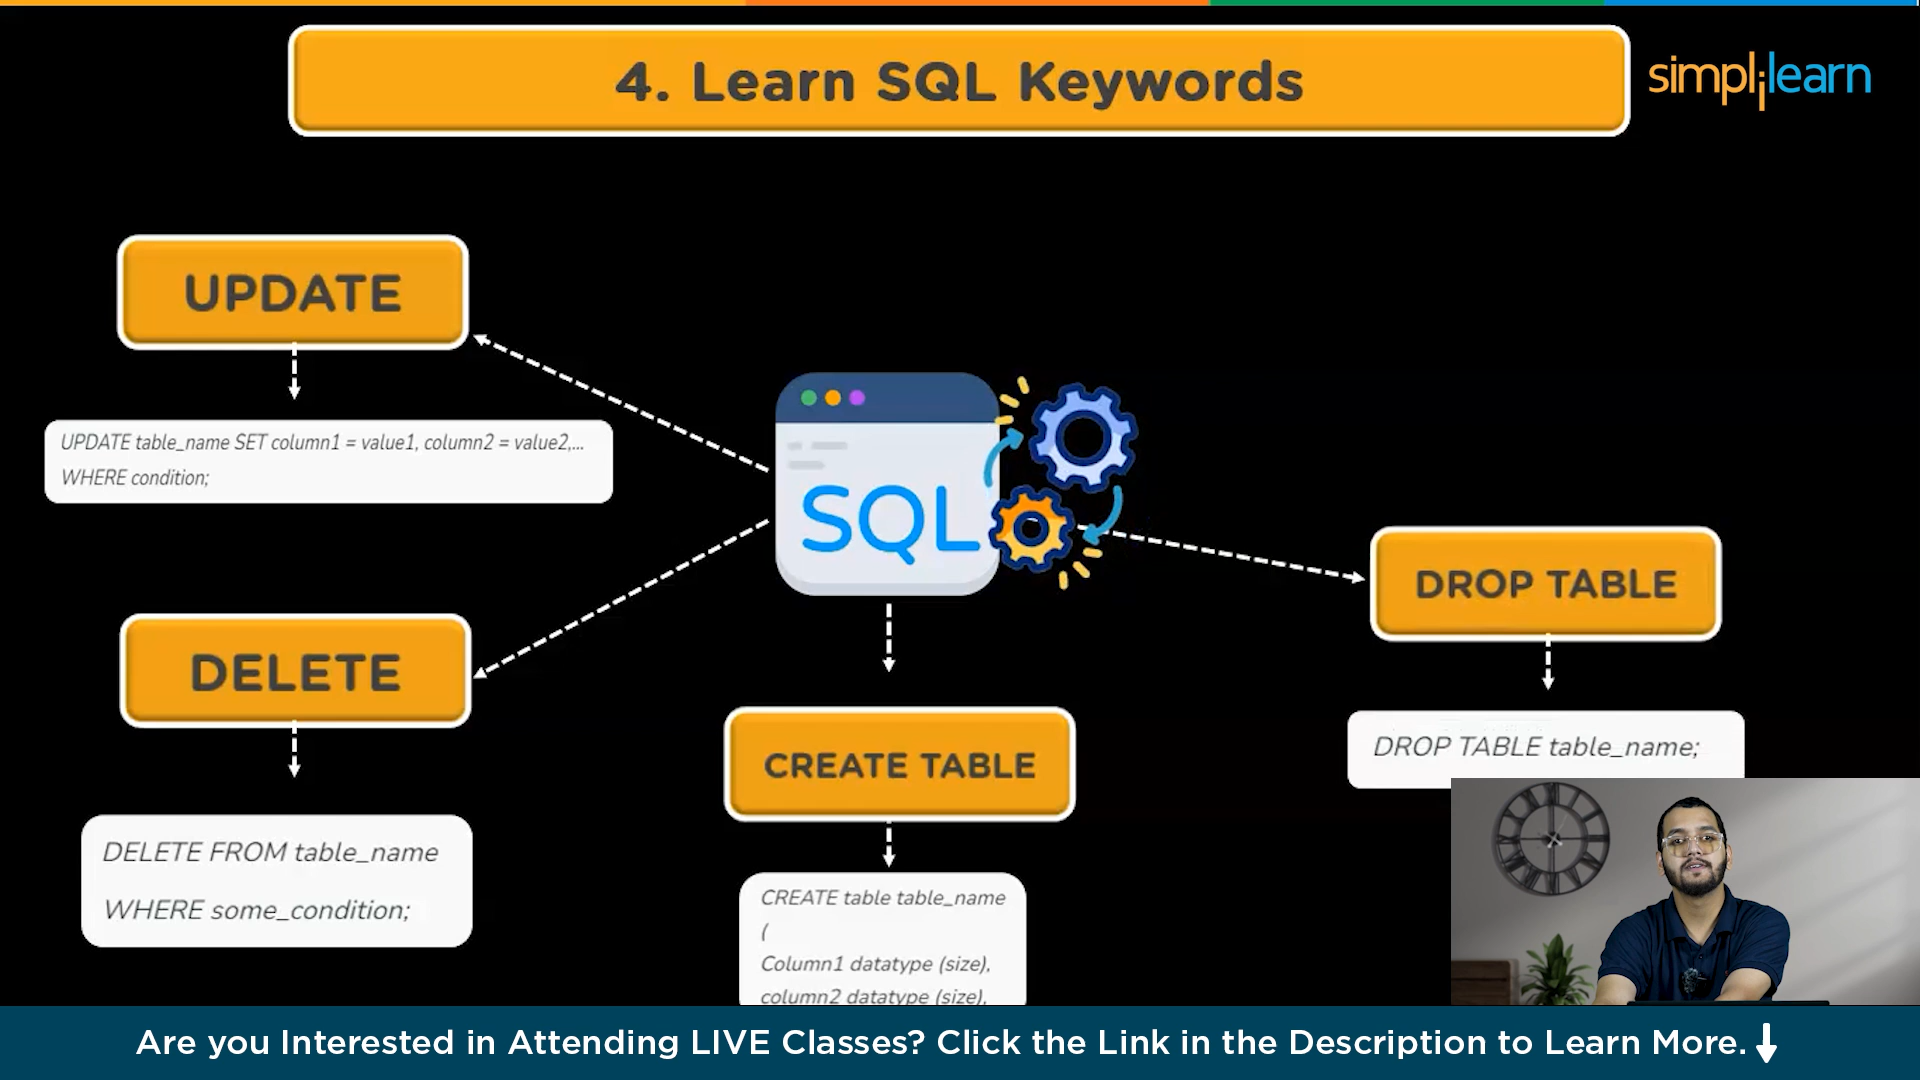 4. Learn SQL Keywords
simplilearn
UPDATE
UPDATE table_name SET column1 = value1, column2 = value2,...
WHERE condition;
SQL
DELETE
DELETE FROM table_name
WHERE some_condition;
CREATE TABLE
CREATE table table_name
(
Column1 datatype (size),
column2 datatype (size),
DROP TABLE
DROP TABLE table_name;
Are you Interested in Attending LIVE Classes? Click the Link in the Description to Learn More.